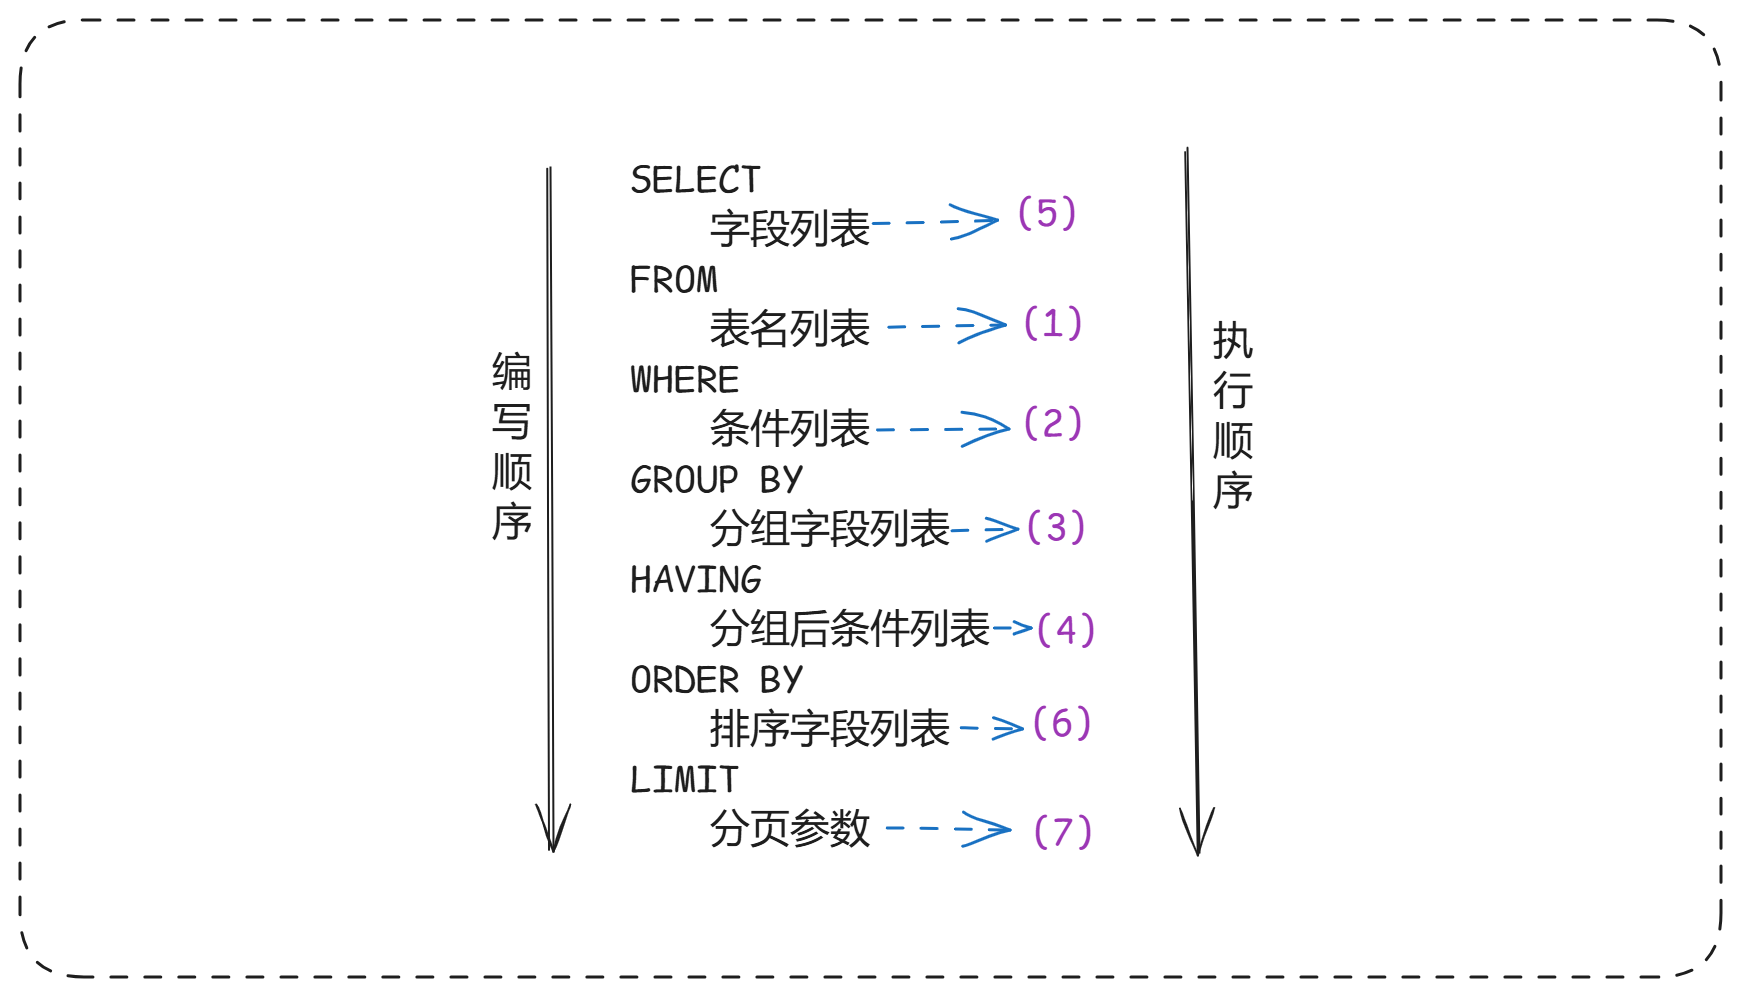 SELECT
字段列表 (5)
FROM
表名列表 (1)
WHERE
条件列表 (2)
GROUP BY
分组字段列表 (3)
HAVING
分组后条件列表 (4)
ORDER BY
排序字段列表 (6)
LIMIT
分页参数 (7)
编写顺序
执行顺序